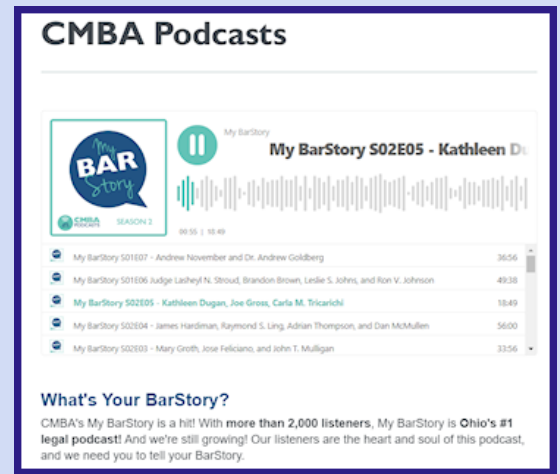 CMBA Podcasts
My BarStory
My BarStory S02E05 - Kathleen Du
My
BAR
Story
CMBA
PODCASTS
SEASON 2
00:55 | 18:49
My BarStory S01E07 - Andrew November and Dr. Andrew Goldberg 36:56
My BarStory S01E06 Judge Lasheyl N. Stroud, Brandon Brown, Leslie S. Johns, and Ron V. Johnson 49:38
My BarStory S02E05 - Kathleen Dugan, Joe Gross, Carla M. Tricarichi 18:49
My BarStory S02E04 - James Hardiman, Raymond S. Ling, Adrian Thompson, and Dan McMullen 56:00
My BarStory S02E03 - Mary Groth, Jose Feliciano, and John T. Mulligan 33:56
What's Your BarStory?
CMBA's My BarStory is a hit! With more than 2,000 listeners, My BarStory is Ohio's #1
legal podcast! And we're still growing! Our listeners are the heart and soul of this podcast,
and we need you to tell your BarStory.